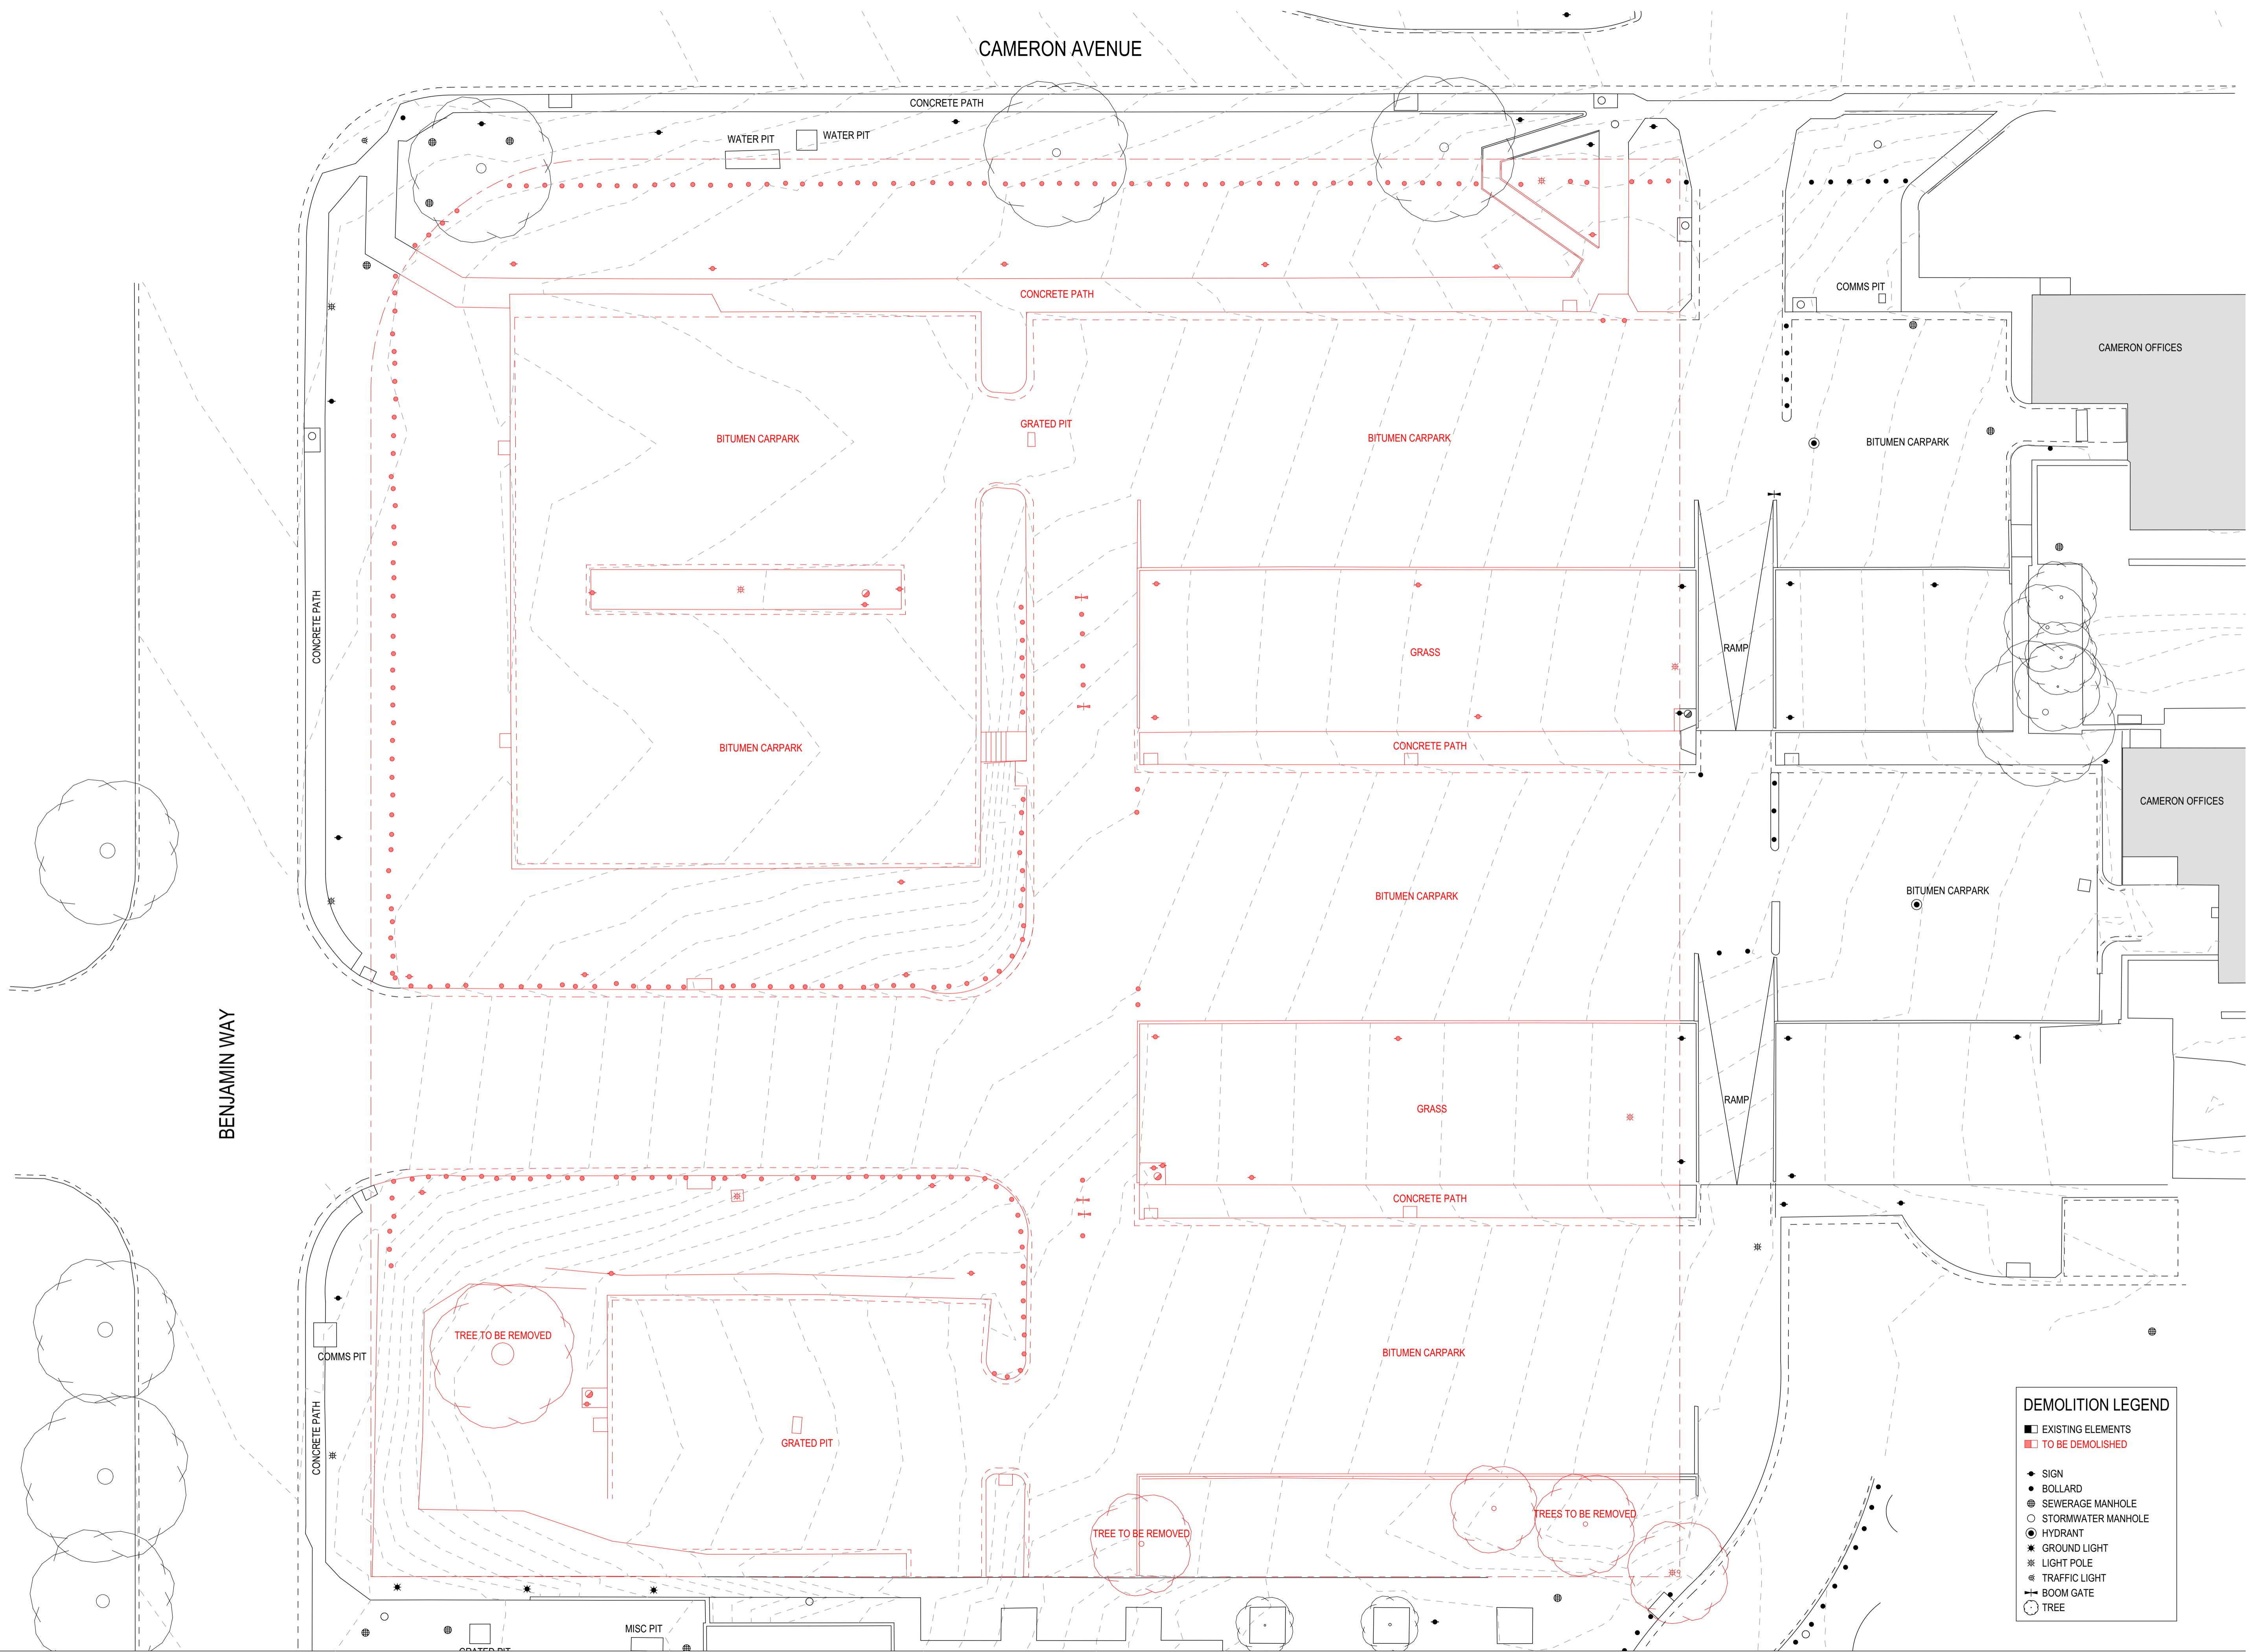 CAMERON AVENUE
CONCRETE PATH
WATER PIT
WATER PIT
COMMS PIT
CONCRETE PATH
CAMERON OFFICES
GRATED PIT
BITUMEN CARPARK
BITUMEN CARPARK
BITUMEN CARPARK
CONCRETE PATH
GRASS
RAMP
BITUMEN CARPARK
CONCRETE PATH
CAMERON OFFICES
BITUMEN CARPARK
BITUMEN CARPARK
BENJAMIN WAY
GRASS
RAMP
CONCRETE PATH
TREE TO BE REMOVED
COMMS PIT
BITUMEN CARPARK
CONCRETE PATH
GRATED PIT
TREE TO BE REMOVED
TREES TO BE REMOVED
MISC PIT
GRATED PIT
DEMOLITION LEGEND
EXISTING ELEMENTS
TO BE DEMOLISHED
SIGN
BOLLARD
SEWERAGE MANHOLE
STORMWATER MANHOLE
HYDRANT
GROUND LIGHT
LIGHT POLE
TRAFFIC LIGHT
BOOM GATE
TREE